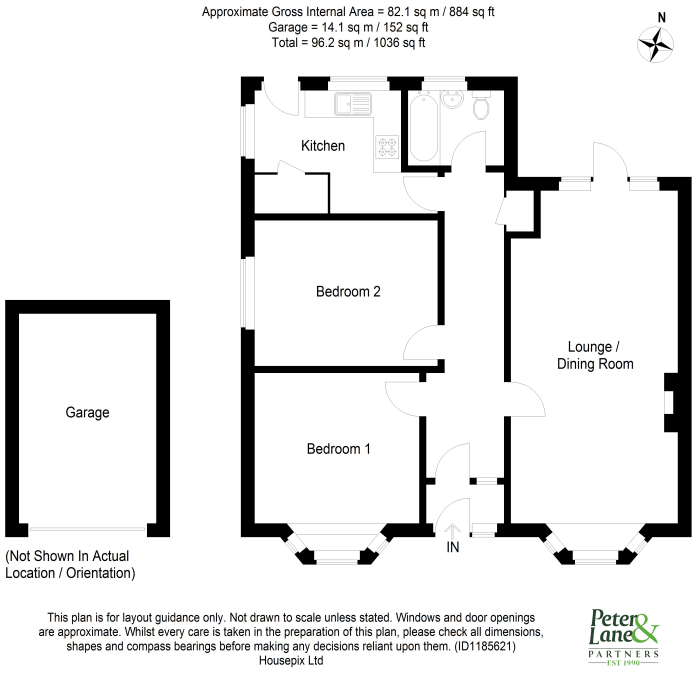 Approximate Gross Internal Area = 82.1 sq m / 884 sq ft
Garage = 14.1 sq m / 152 sq ft
Total = 96.2 sq m / 1036 sq ft
N
Kitchen
Bedroom 2
Lounge /
Dining Room
Garage
Bedroom 1
IN
(Not Shown In Actual
Location / Orientation)
This plan is for layout guidance only. Not drawn to scale unless stated. Windows and door openings
are approximate. Whilst every care is taken in the preparation of this plan, please check all dimensions,
shapes and compass bearings before making any decisions reliant upon them. (ID1185621)
Housepix Ltd
Peter
Lane &
PARTNERS
EST 1990